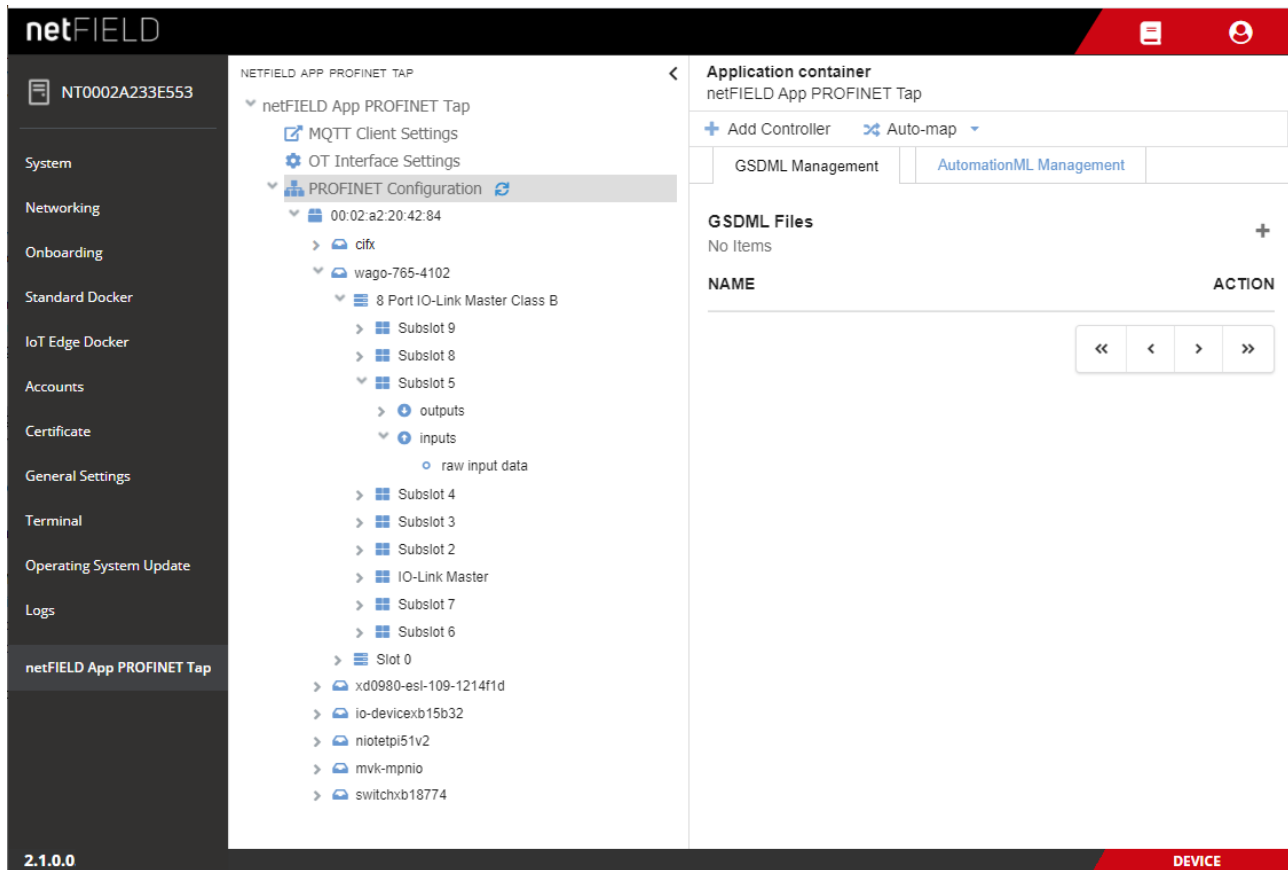 netFIELD
NT0002A233E553
System
Networking
Onboarding
Standard Docker
IoT Edge Docker
Accounts
Certificate
General Settings
Terminal
Operating System Update
Logs
netFIELD App PROFINET Tap
2.1.0.0
NETFIELD APP PROFINET TAP
netFIELD App PROFINET Tap
MQTT Client Settings
OT Interface Settings
PROFINET Configuration
00:02:a2:20:42:84
cifx
wago-765-4102
8 Port IO-Link Master Class B
Subslot 9
Subslot 8
Subslot 5
outputs
inputs
raw input data
Subslot 4
Subslot 3
Subslot 2
IO-Link Master
Subslot 7
Subslot 6
Slot 0
xd0980-esl-109-1214f1d
io-devicexb15b32
niotetpi51v2
mvk-mpnio
switchxb18774
Application container
netFIELD App PROFINET Tap
Add Controller Auto-map
GSDML Management AutomationML Management
GSDML Files
No Items
NAME ACTION
DEVICE